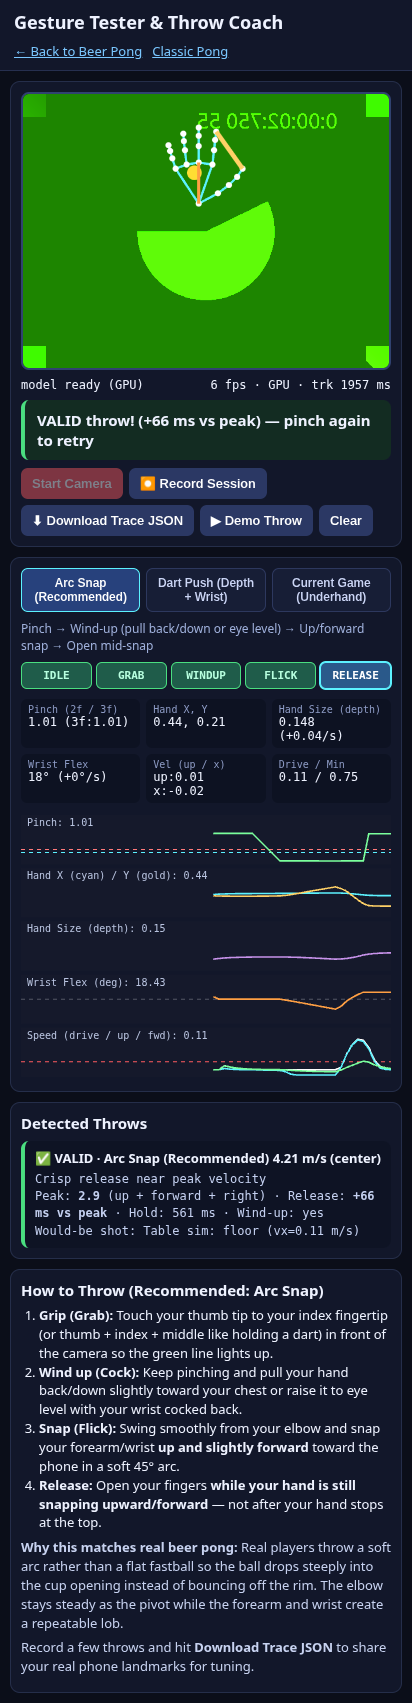 Gesture Tester & Throw Coach
← Back to Beer Pong Classic Pong
0:00:02:750 55
model ready (GPU) 6 fps · GPU · trk 1957 ms
VALID throw! (+66 ms vs peak) — pinch again
to retry
Start Camera ⏺ Record Session
⬇ Download Trace JSON ▶ Demo Throw Clear
Arc Snap
(Recommended)
Dart Push (Depth
+ Wrist)
Current Game
(Underhand)
Pinch → Wind-up (pull back/down or eye level) → Up/forward
snap → Open mid-snap
IDLE GRAB WINDUP FLICK RELEASE
Pinch (2f / 3f)
1.01 (3f:1.01)
Hand X, Y
0.44, 0.21
Hand Size (depth)
0.148
(+0.04/s)
Wrist Flex
18° (+0°/s)
Vel (up / x)
up:0.01
x:-0.02
Drive / Min
0.11 / 0.75
Pinch: 1.01
Hand X (cyan) / Y (gold): 0.44
Hand Size (depth): 0.15
Wrist Flex (deg): 18.43
Speed (drive / up / fwd): 0.11
Detected Throws
✅ VALID · Arc Snap (Recommended) 4.21 m/s (center)
Crisp release near peak velocity
Peak: 2.9 (up + forward + right) · Release: +66
ms vs peak · Hold: 561 ms · Wind-up: yes
Would-be shot: Table sim: floor (vx=0.11 m/s)
How to Throw (Recommended: Arc Snap)
1. Grip (Grab): Touch your thumb tip to your index fingertip
(or thumb + index + middle like holding a dart) in front of
the camera so the green line lights up.
2. Wind up (Cock): Keep pinching and pull your hand
back/down slightly toward your chest or raise it to eye
level with your wrist cocked back.
3. Snap (Flick): Swing smoothly from your elbow and snap
your forearm/wrist up and slightly forward toward the
phone in a soft 45° arc.
4. Release: Open your fingers while your hand is still
snapping upward/forward — not after your hand stops
at the top.
Why this matches real beer pong: Real players throw a soft
arc rather than a flat fastball so the ball drops steeply into
the cup opening instead of bouncing off the rim. The elbow
stays steady as the pivot while the forearm and wrist create
a repeatable lob.
Record a few throws and hit Download Trace JSON to share
your real phone landmarks for tuning.